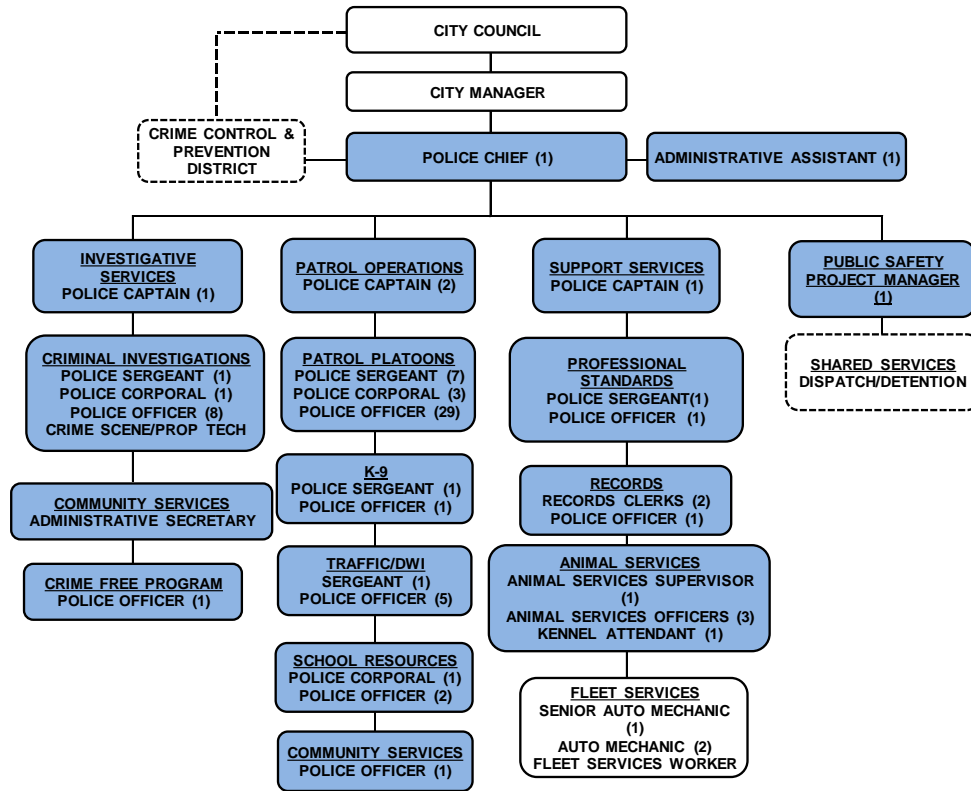 CITY COUNCIL
CITY MANAGER
CRIME CONTROL &
PREVENTION
DISTRICT
POLICE CHIEF (1)
ADMINISTRATIVE ASSISTANT (1)
INVESTIGATIVE
SERVICES
POLICE CAPTAIN (1)
CRIMINAL INVESTIGATIONS
POLICE SERGEANT (1)
POLICE CORPORAL (1)
POLICE OFFICER (8)
CRIME SCENE/PROP TECH
COMMUNITY SERVICES
ADMINISTRATIVE SECRETARY
CRIME FREE PROGRAM
POLICE OFFICER (1)
PATROL OPERATIONS
POLICE CAPTAIN (2)
PATROL PLATOONS
POLICE SERGEANT (7)
POLICE CORPORAL (3)
POLICE OFFICER (29)
K-9
POLICE SERGEANT (1)
POLICE OFFICER (1)
TRAFFIC/DWI
SERGEANT (1)
POLICE OFFICER (5)
SCHOOL RESOURCES
POLICE CORPORAL (1)
POLICE OFFICER (2)
COMMUNITY SERVICES
POLICE OFFICER (1)
SUPPORT SERVICES
POLICE CAPTAIN (1)
PROFESSIONAL
STANDARDS
POLICE SERGEANT(1)
POLICE OFFICER (1)
RECORDS
RECORDS CLERKS (2)
POLICE OFFICER (1)
ANIMAL SERVICES
ANIMAL SERVICES SUPERVISOR
(1)
ANIMAL SERVICES OFFICERS (3)
KENNEL ATTENDANT (1)
FLEET SERVICES
SENIOR AUTO MECHANIC
(1)
AUTO MECHANIC (2)
FLEET SERVICES WORKER
PUBLIC SAFETY
PROJECT MANAGER
(1)
SHARED SERVICES
DISPATCH/DETENTION